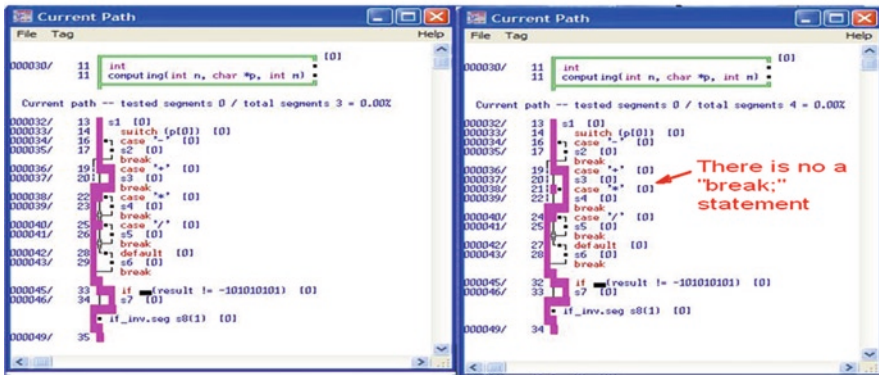 Current Path
File Tag Help
[0]
000030/ 11 int
11 computing(int n, char *p, int m)
Current path -- tested segments 0 / total segments 3 = 0.00%
000032/ 13 s1 [0]
000033/ 14 switch (p[0]) [0]
000034/ 16 case '-' [0]
000035/ 17 s2 [0]
break
000036/ 19 case '+' [0]
000037/ 20 s3 [0]
break
000038/ 22 case '*' [0]
000039/ 23 s4 [0]
break
000040/ 25 case '/' [0]
000041/ 26 s5 [0]
break
000042/ 28 default [0]
000043/ 29 s6 [0]
break
000045/ 33 if (result != -101010101) [0]
000046/ 34 s7 [0]
if_inv.seg s8(1) [0]
000049/ 35
Current Path
File Tag Help
[0]
000030/ 11 int
11 computing(int n, char *p, int m)
Current path -- tested segments 0 / total segments 4 = 0.00%
000032/ 13 s1 [0]
000033/ 14 switch (p[0]) [0]
000034/ 16 case '-' [0]
000035/ 17 s2 [0]
break
000036/ 19 case '+' [0]
000037/ 20 s3 [0]
000038/ 21 case '*' [0]
000039/ 22 s4 [0]
break
000040/ 24 case '/' [0]
000041/ 25 s5 [0]
break
000042/ 27 default [0]
000043/ 28 s6 [0]
break
000045/ 32 if (result != -101010101) [0]
000046/ 33 s7 [0]
if_inv.seg s8(1) [0]
000049/ 34
There is no a
"break;"
statement